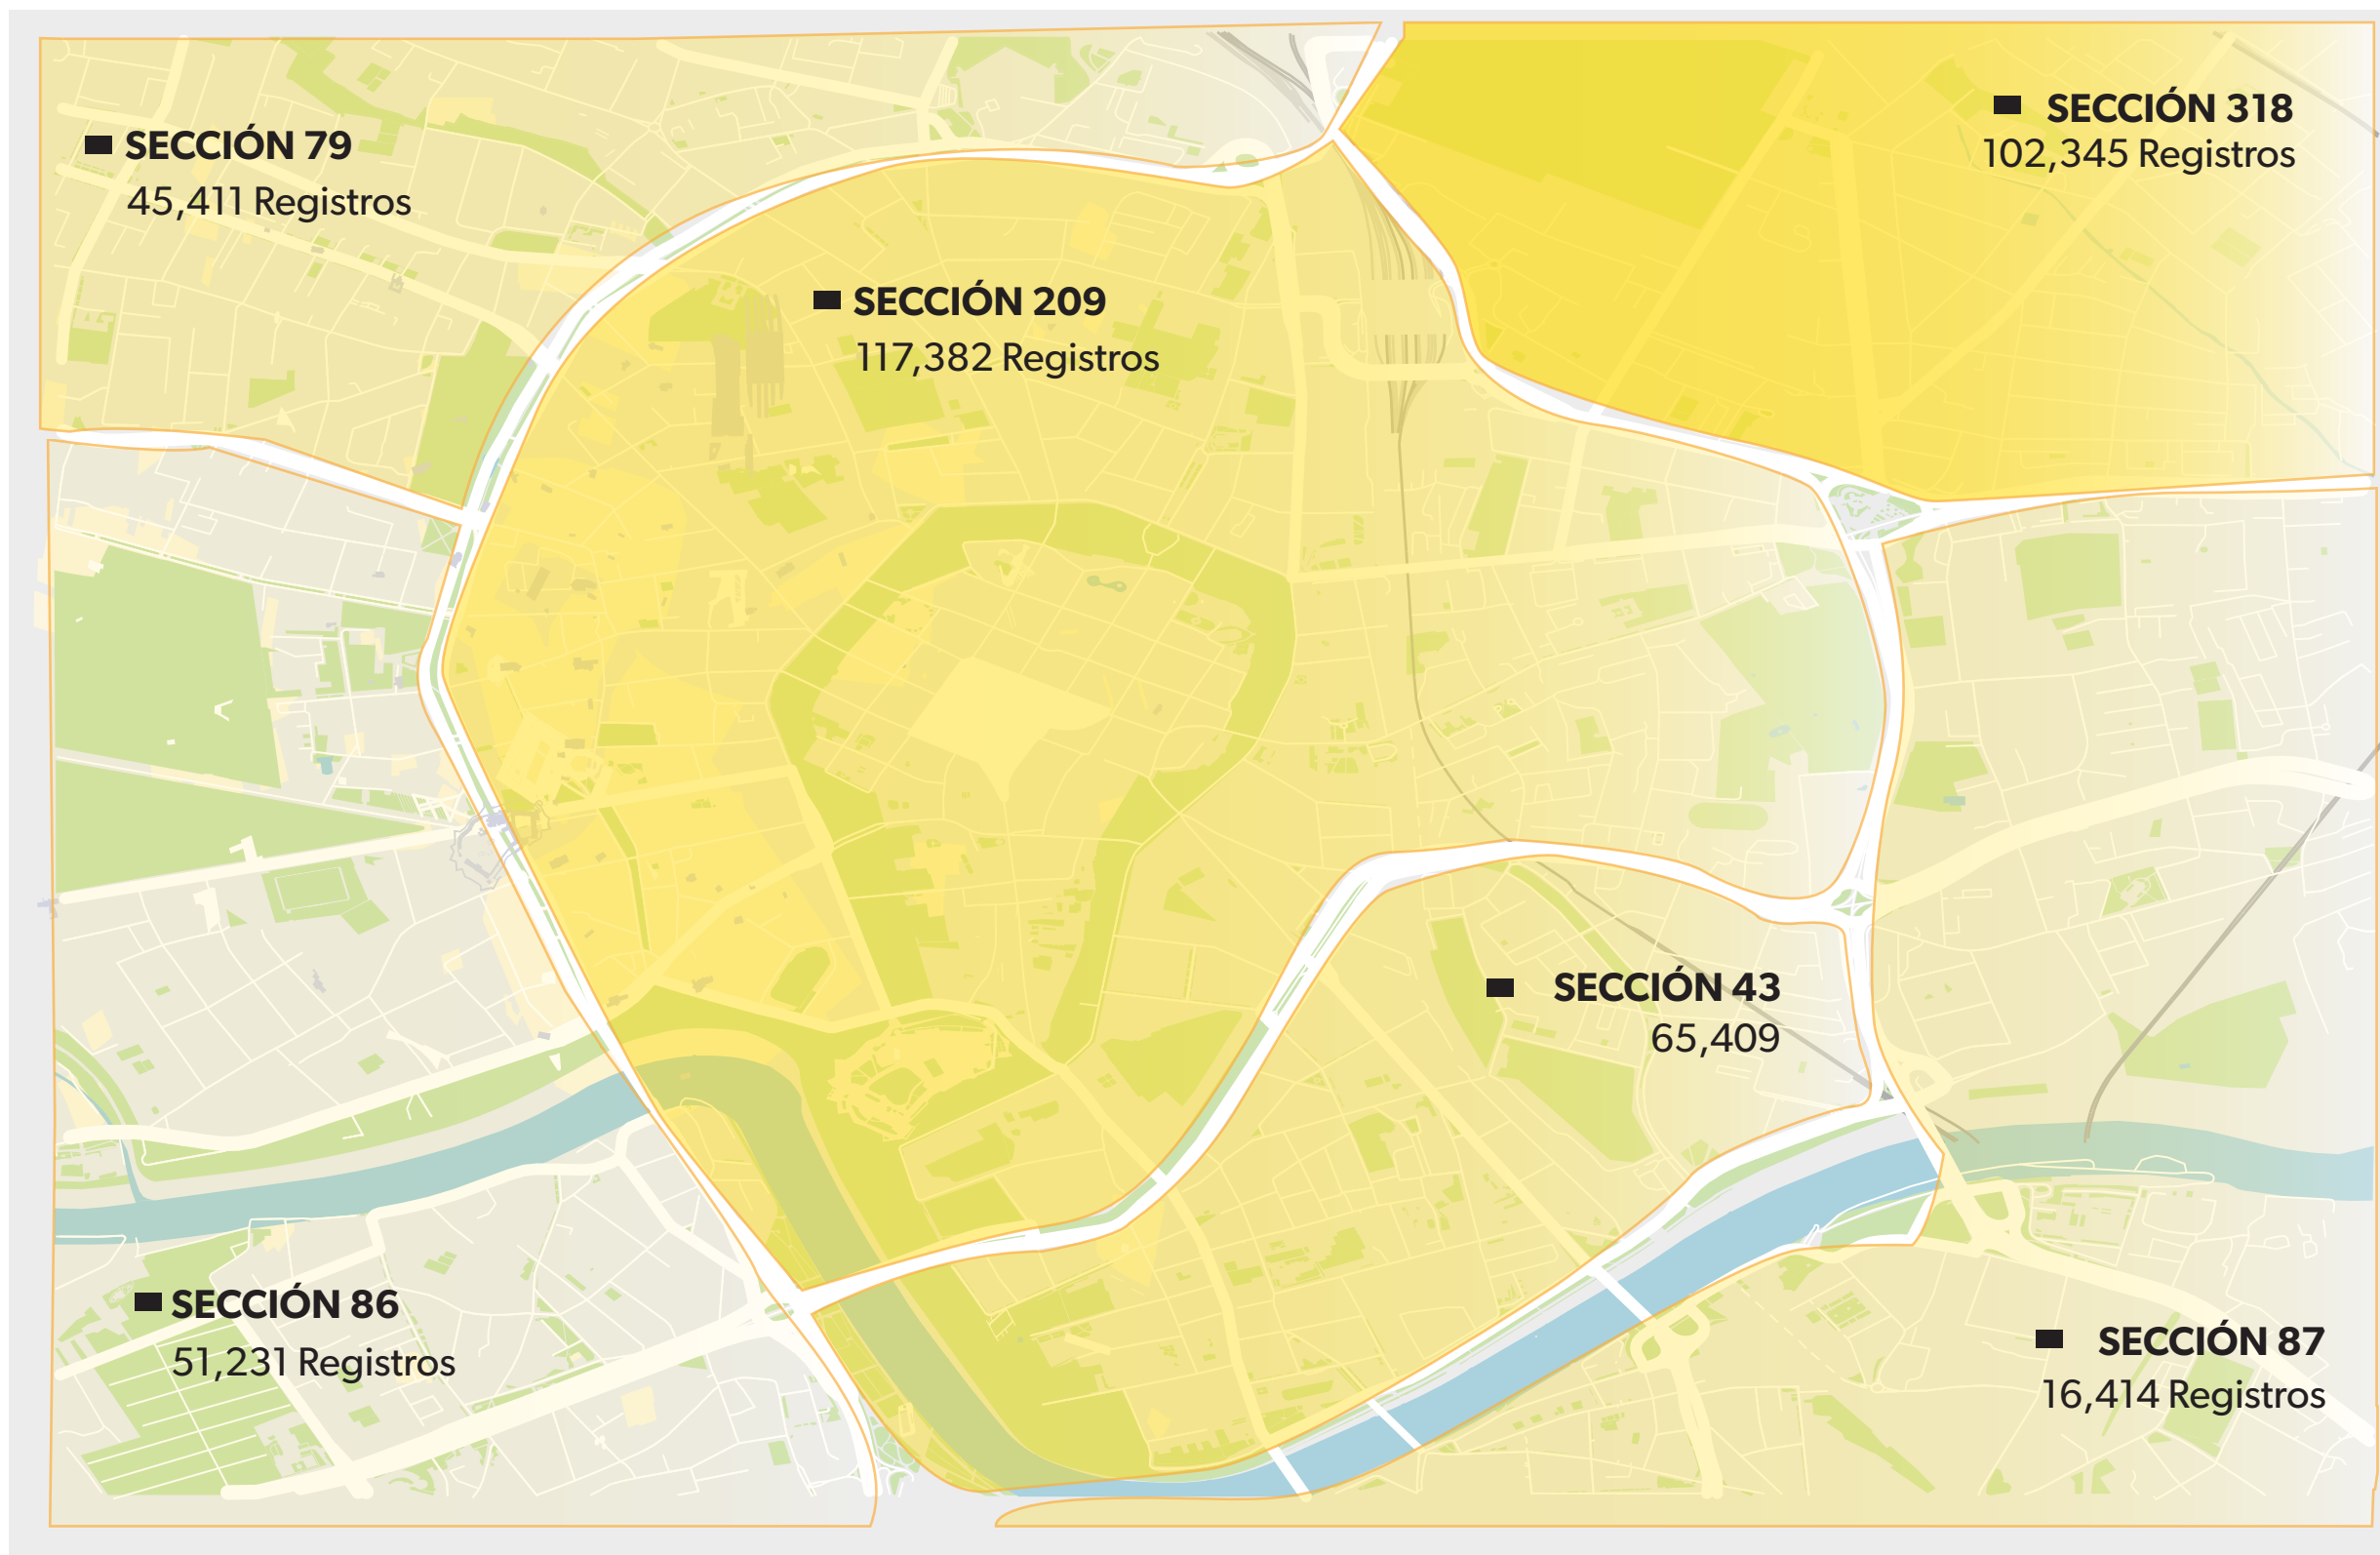 SECCIÓN 79
45,411 Registros
SECCIÓN 318
102,345 Registros
SECCIÓN 209
117,382 Registros
SECCIÓN 43
65,409
SECCIÓN 86
51,231 Registros
SECCIÓN 87
16,414 Registros